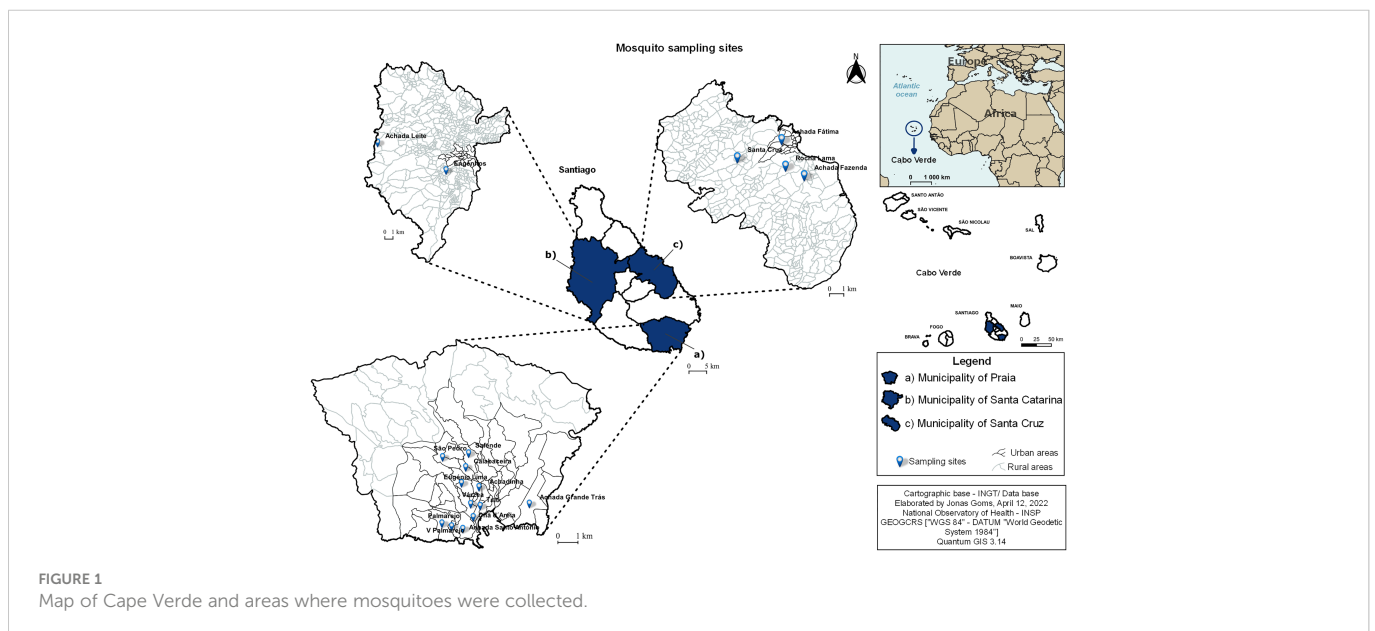 Mosquito sampling sites
N
Europe
Atlantic
ocean
Africa
Cabo Verde
0 1 000 km
Achada Leite
Engenhos
0 1 km
Achada Fátima
Santa Cruz
Rocha Lama
Achada Fazenda
0 1 km
Santiago
b)
c)
a)
0 5 km
SANTO ANTÃO
SÃO VICENTE
SÃO NICOLAU
SAL
BOAVISTA
Cabo Verde
SANTIAGO
MAIO
FOGO
BRAVA
0 25 50 km
Legend
a) Municipality of Praia
b) Municipality of Santa Catarina
c) Municipality of Santa Cruz
Sampling sites
Urban areas
Rural areas
São Pedro
Safende
Calabaceira
Eugénio Lima
Achadinha
Várzea
Achada Grande Trás
Palmarejo
V Palmarejo
Achada Santo António
0 1 km
Cartographic base - INGT/ Data base
Elaborated by Jonas Goms, April 12, 2022
National Observatory of Health - INSP
GEOGCRS ["WGS 84" - DATUM "World Geodetic
System 1984"]
Quantum GIS 3.14
FIGURE 1
Map of Cape Verde and areas where mosquitoes were collected.